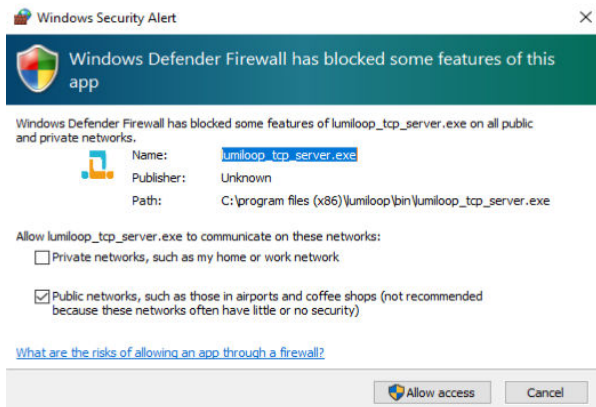 Windows Security Alert
Windows Defender Firewall has blocked some features of this
app
Windows Defender Firewall has blocked some features of lumiloop_tcp_server.exe on all public
and private networks.
Name: lumiloop_tcp_server.exe
Publisher: Unknown
Path: C:\program files (x86)\lumiloop\bin\lumiloop_tcp_server.exe
Allow lumiloop_tcp_server.exe to communicate on these networks:
Private networks, such as my home or work network
Public networks, such as those in airports and coffee shops (not recommended
because these networks often have little or no security)
What are the risks of allowing an app through a firewall?
Allow access Cancel